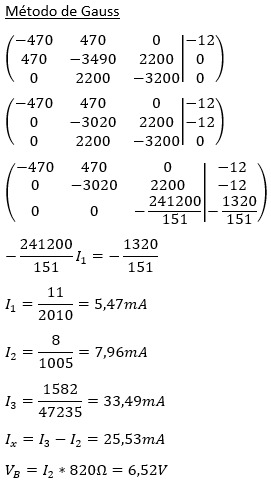 Método de Gauss
(−470 470 0 | −12)
(470 −3490 2200 | 0)
(0 2200 −3200 | 0)
(−470 470 0 | −12)
(0 −3020 2200 | −12)
(0 2200 −3200 | 0)
(−470 470 0 | −12)
(0 −3020 2200 | −12)
(0 0 −241200/151 | −1320/151)
−241200/151 I₁ = −1320/151
I₁ = 11/2010 = 5,47mA
I₂ = 8/1005 = 7,96mA
I₃ = 1582/47235 = 33,49mA
Iₓ = I₃ − I₂ = 25,53mA
V_B = I₂ * 820Ω = 6,52V